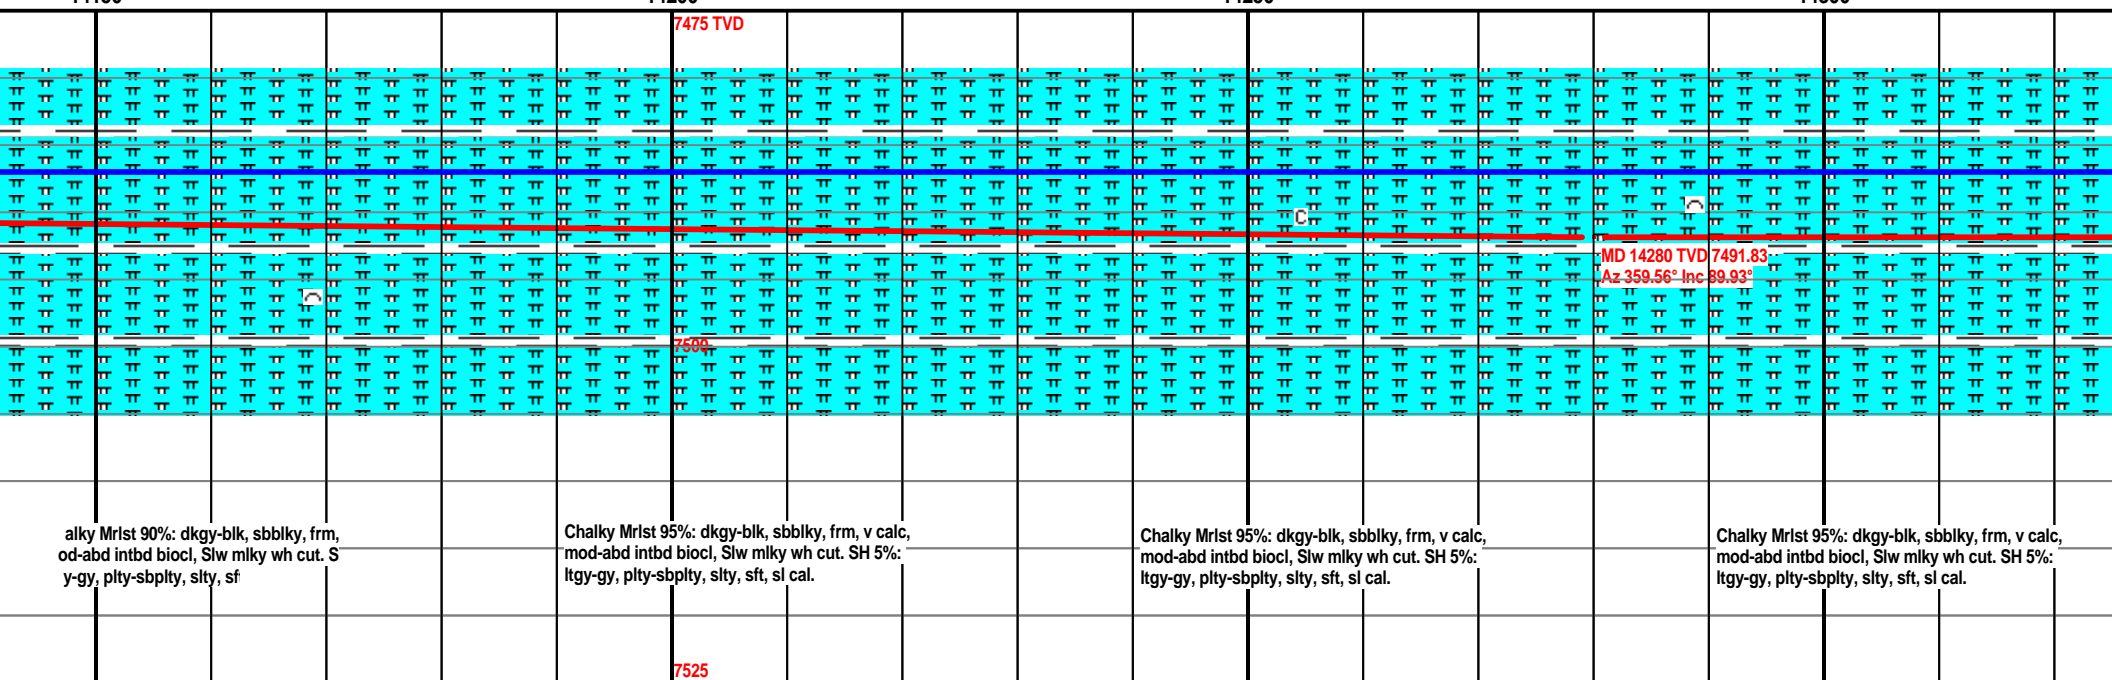 7475 TVD
C
MD 14280 TVD 7491.83
Az 359.56° Inc 89.93°
7500
alky Mrlst 90%: dkgy-blk, sbblky, frm,
od-abd intbd biocl, Slw mlky wh cut. S
y-gy, plty-sbplty, slty, sf
Chalky Mrlst 95%: dkgy-blk, sbblky, frm, v calc,
mod-abd intbd biocl, Slw mlky wh cut. SH 5%:
ltgy-gy, plty-sbplty, slty, sft, sl cal.
Chalky Mrlst 95%: dkgy-blk, sbblky, frm, v calc,
mod-abd intbd biocl, Slw mlky wh cut. SH 5%:
ltgy-gy, plty-sbplty, slty, sft, sl cal.
Chalky Mrlst 95%: dkgy-blk, sbblky, frm, v calc,
mod-abd intbd biocl, Slw mlky wh cut. SH 5%:
ltgy-gy, plty-sbplty, slty, sft, sl cal.
7525